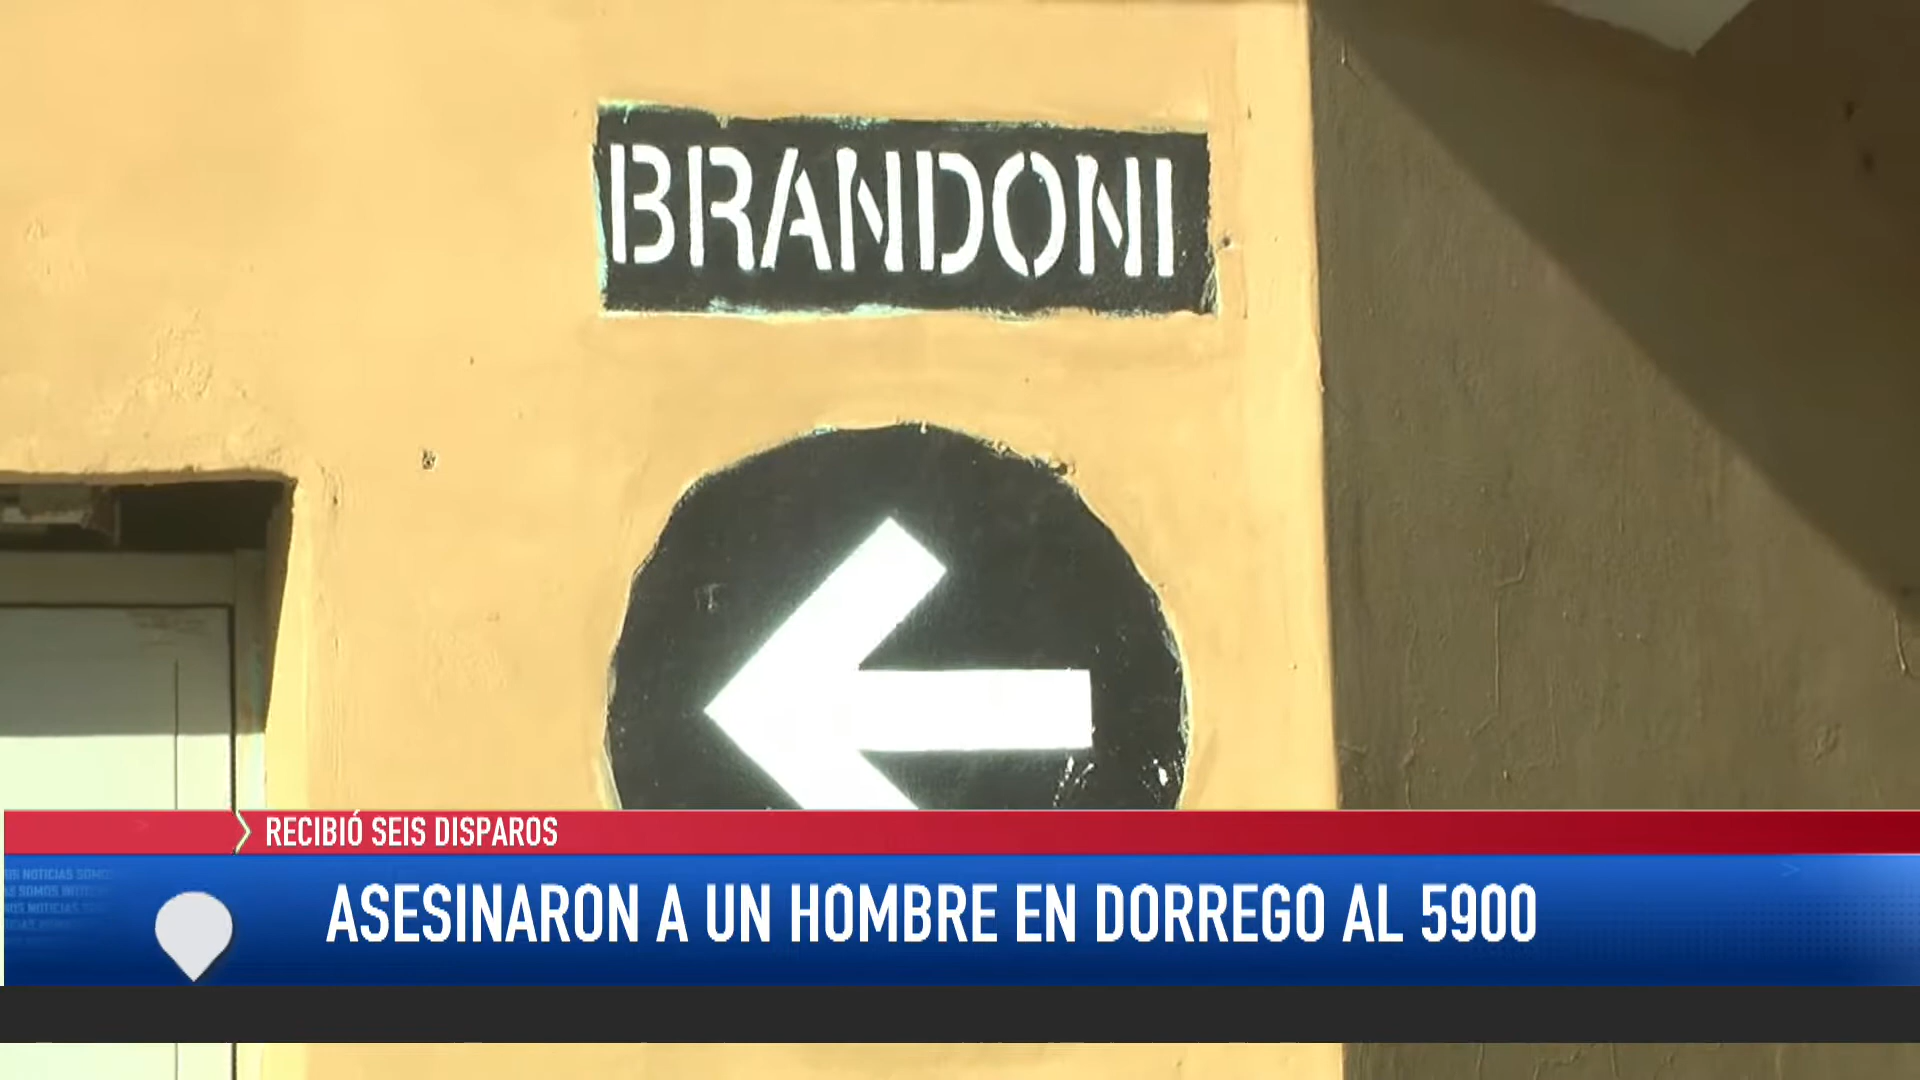 BRANDONI
RECIBIÓ SEIS DISPAROS
ASESINARON A UN HOMBRE EN DORREGO AL 5900